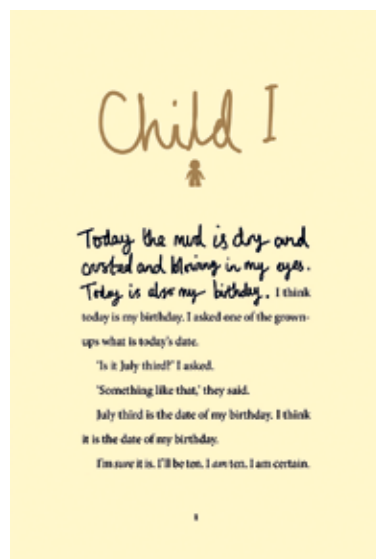 Child I
Today the mud is dry and
crusted and blowing in my eyes.
Today is also my birthday. I think
today is my birthday. I asked one of the grown-
ups what is today's date.
'Is it July third?' I asked.
'Something like that,' they said.
July third is the date of my birthday. I think
it is the date of my birthday.
I'm sure it is. I'll be ten. I am ten. I am certain.